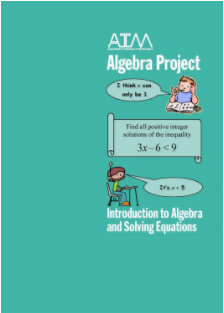 AIM
Algebra Project
I think x can
only be 1
Find all positive integer
solutions of the inequality
3x – 6 < 9
It's x = 5
Introduction to Algebra
and Solving Equations